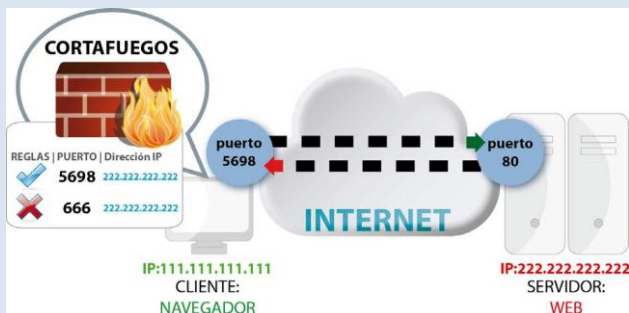 CORTAFUEGOS
REGLAS | PUERTO | Dirección IP
5698 222.222.222.222
666 222.222.222.222
puerto
5698
puerto
80
INTERNET
IP:111.111.111.111
CLIENTE:
NAVEGADOR
IP:222.222.222.222
SERVIDOR:
WEB